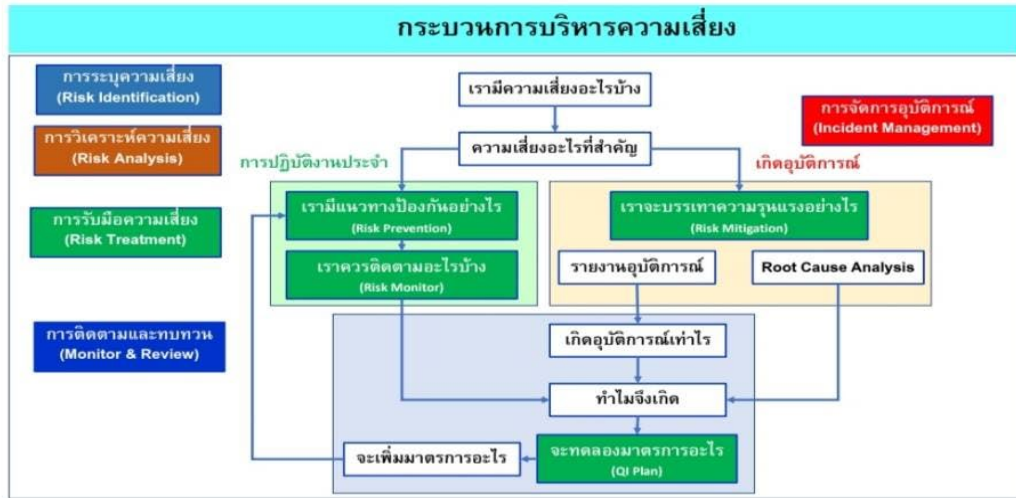 กระบวนการบริหารความเสี่ยง
การระบุความเสี่ยง
(Risk Identification)
เรามีความเสี่ยงอะไรบ้าง
การจัดการอุบัติการณ์
(Incident Management)
การวิเคราะห์ความเสี่ยง
(Risk Analysis)
ความเสี่ยงอะไรที่สำคัญ
การปฏิบัติงานประจำ
เกิดอุบัติการณ์
การรับมือความเสี่ยง
(Risk Treatment)
เรามีแนวทางป้องกันอย่างไร
(Risk Prevention)
เราจะบรรเทาความรุนแรงอย่างไร
(Risk Mitigation)
เราควรติดตามอะไรบ้าง
(Risk Monitor)
รายงานอุบัติการณ์
Root Cause Analysis
การติดตามและทบทวน
(Monitor & Review)
เกิดอุบัติการณ์เท่าไร
ทำไมจึงเกิด
จะเพิ่มมาตรการอะไร
จะทดลองมาตรการอะไร
(QI Plan)